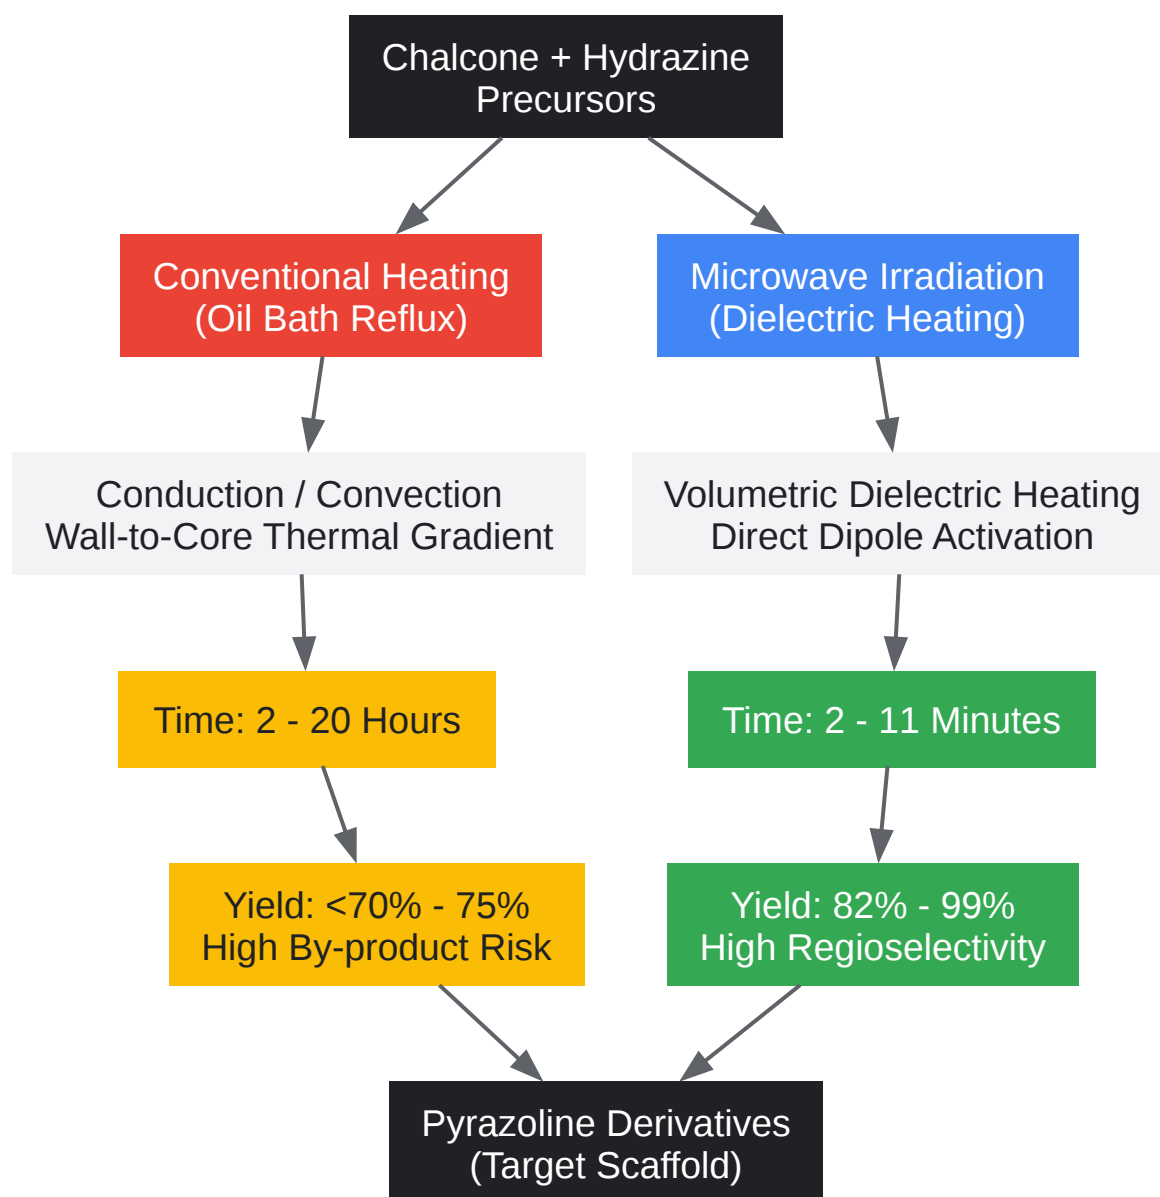 Chalcone + Hydrazine
Precursors
Conventional Heating
(Oil Bath Reflux)
Microwave Irradiation
(Dielectric Heating)
Conduction / Convection
Wall-to-Core Thermal Gradient
Volumetric Dielectric Heating
Direct Dipole Activation
Time: 2 - 20 Hours
Time: 2 - 11 Minutes
Yield: <70% - 75%
High By-product Risk
Yield: 82% - 99%
High Regioselectivity
Pyrazoline Derivatives
(Target Scaffold)